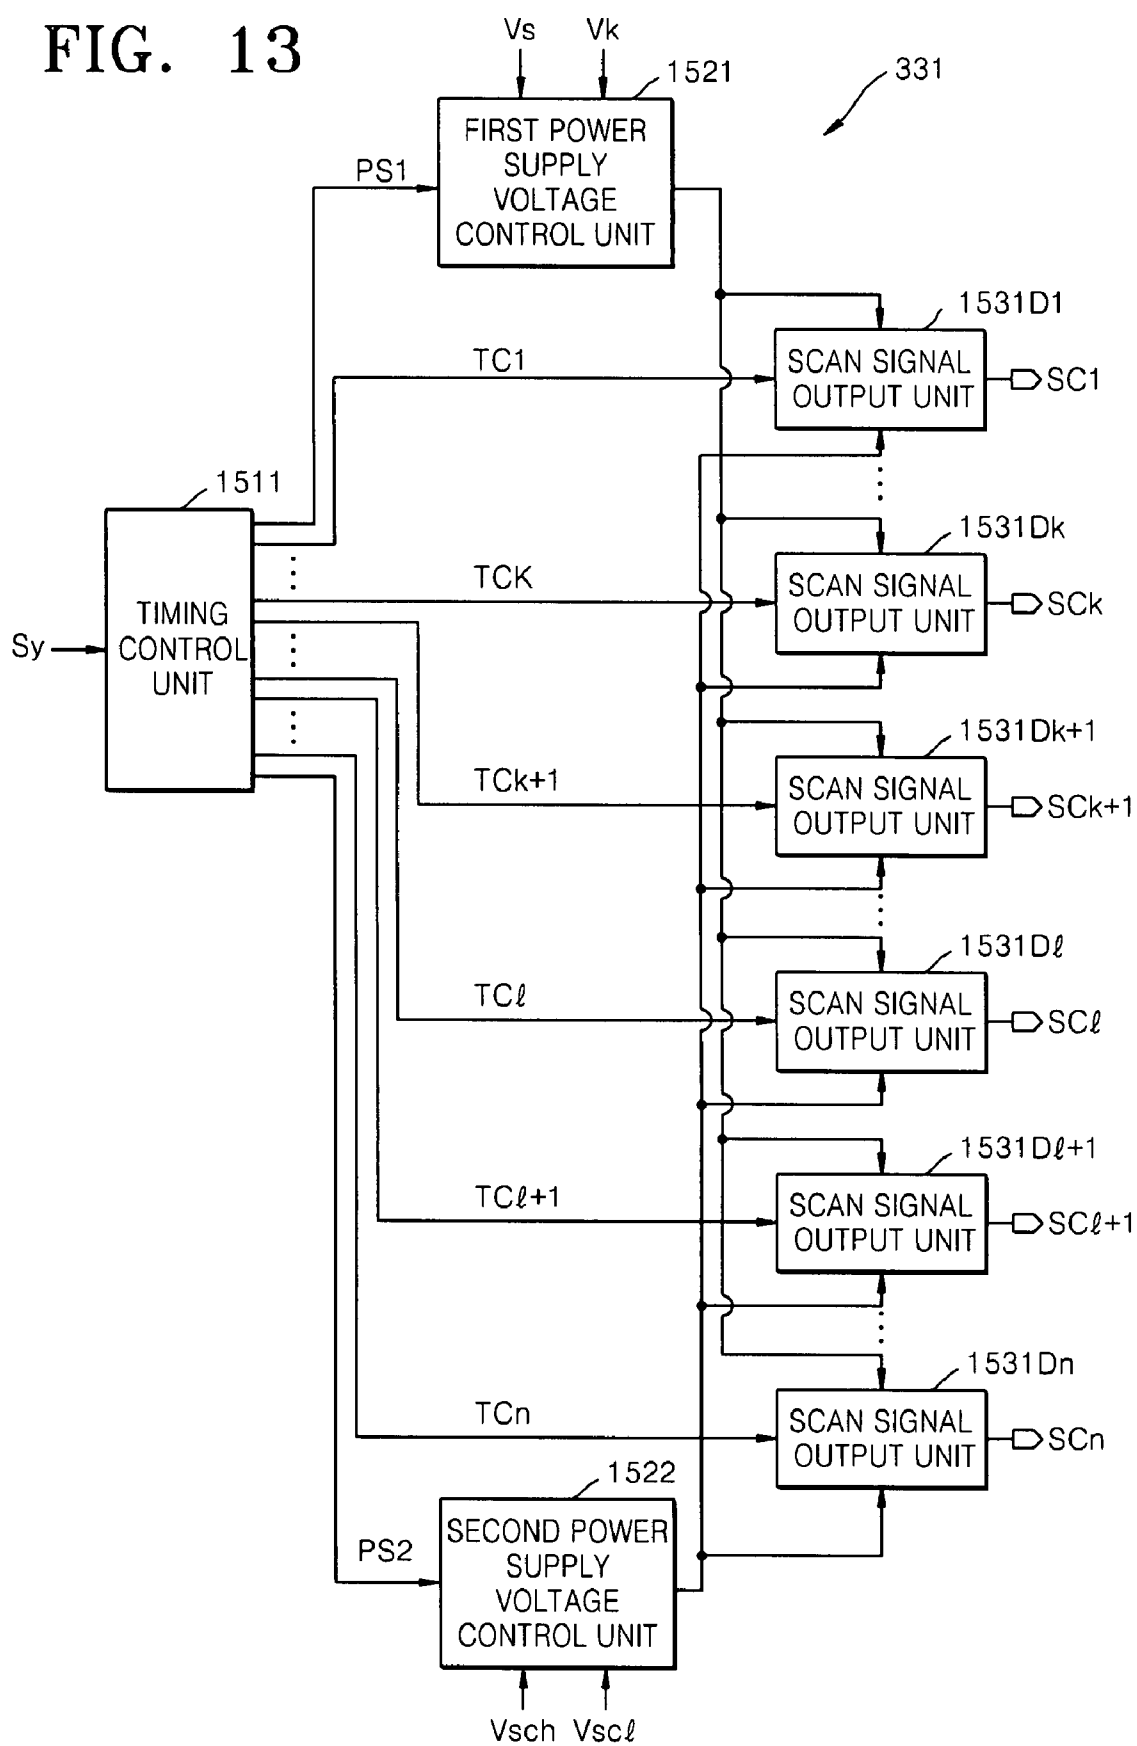 FIG. 13
Vs Vk
1521
331
FIRST POWER
SUPPLY
VOLTAGE
CONTROL UNIT
PS1
1531D1
TC1
SCAN SIGNAL
OUTPUT UNIT
SC1
1511
1531Dk
TCK
SCAN SIGNAL
OUTPUT UNIT
SCk
Sy
TIMING
CONTROL
UNIT
1531Dk+1
TCk+1
SCAN SIGNAL
OUTPUT UNIT
SCk+1
1531Dℓ
TCℓ
SCAN SIGNAL
OUTPUT UNIT
SCℓ
1531Dℓ+1
TCℓ+1
SCAN SIGNAL
OUTPUT UNIT
SCℓ+1
1531Dn
TCn
SCAN SIGNAL
OUTPUT UNIT
SCn
1522
PS2
SECOND POWER
SUPPLY
VOLTAGE
CONTROL UNIT
Vsch Vscℓ